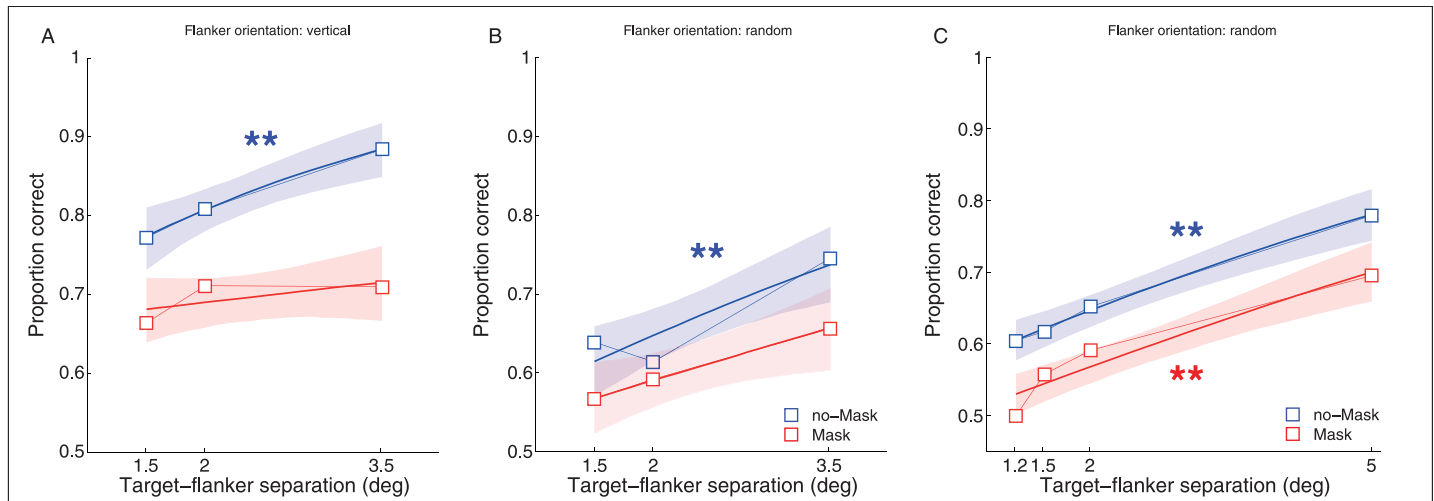 A
Flanker orientation: vertical
1
0.9
0.8
0.7
0.6
0.5
Proportion correct
**
1.5
2
3.5
Target–flanker separation (deg)
B
Flanker orientation: random
1
0.9
0.8
0.7
0.6
0.5
Proportion correct
**
no–Mask
Mask
1.5
2
3.5
Target–flanker separation (deg)
C
Flanker orientation: random
1
0.9
0.8
0.7
0.6
0.5
Proportion correct
**
**
no–Mask
Mask
1.2
1.5
2
5
Target–flanker separation (deg)